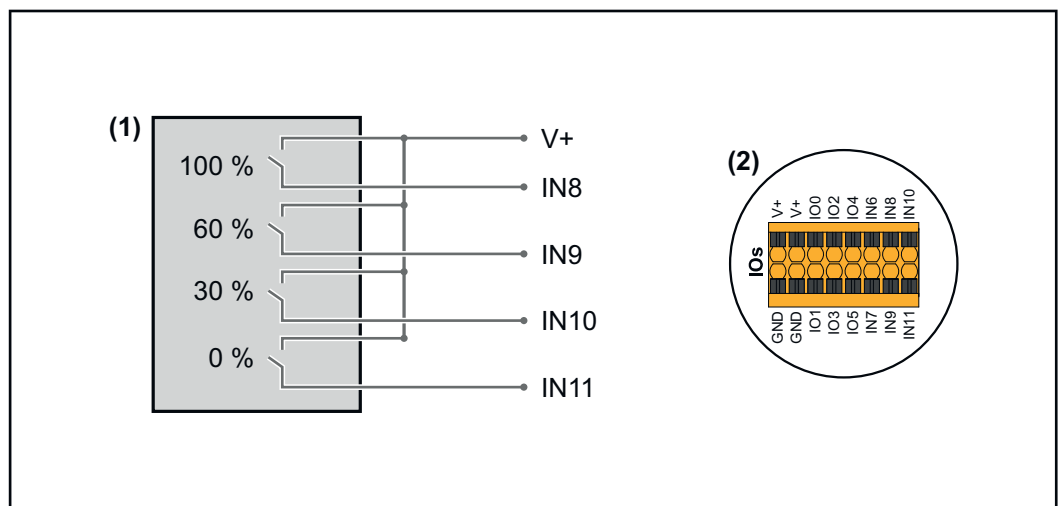 (1)
100 %
60 %
30 %
0 %
V+
IN8
IN9
IN10
IN11
(2)
V+ V+ IO0 IO2 IO4 IN6 IN8 IN10
IOs
GND GND IO1 IO3 IO5 IN7 IN9 IN11